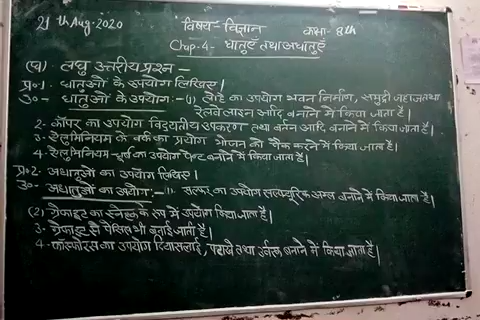 21 th Aug-2020 विषय - विज्ञान कक्षा- 8th
Chap-4- धातुएँ तथा अधातुएँ
लघु उत्तरीय प्रश्न –
प्र०1. धातुओं के उपयोग लिखिए।
उ०- धातुओं के उपयोग:- (1) लोहे का उपयोग भवन निर्माण, समुद्री जहाज तथा
रेलवे लाइन आदि बनाने में किया जाता है।
2- कॉपर का उपयोग विद्युतीय उपकरण तथा बर्तन आदि बनाने में किया जाता है।
3- ऐलुमिनियम के वर्क का प्रयोग भोजन को पैक करने में किया जाता है।
4- ऐलुमिनियम चूर्ण का उपयोग पेन्ट बनाने में किया जाता है।
प्र०2. अधातुओं का उपयोग लिखिए।
उ०- अधातुओं का उपयोग:- सल्फर का उपयोग सल्फ्यूरिक अम्ल बनाने में किया जाता है।
(2) ग्रेफाइट का स्नेहक के रूप में उपयोग किया जाता है।
3- ग्रेफाइट से पेंसिल भी बनाई जाती है।
4- फॉस्फोरस का उपयोग दियासलाई, पटाखे तथा उर्वरक बनाने में किया जाता है।